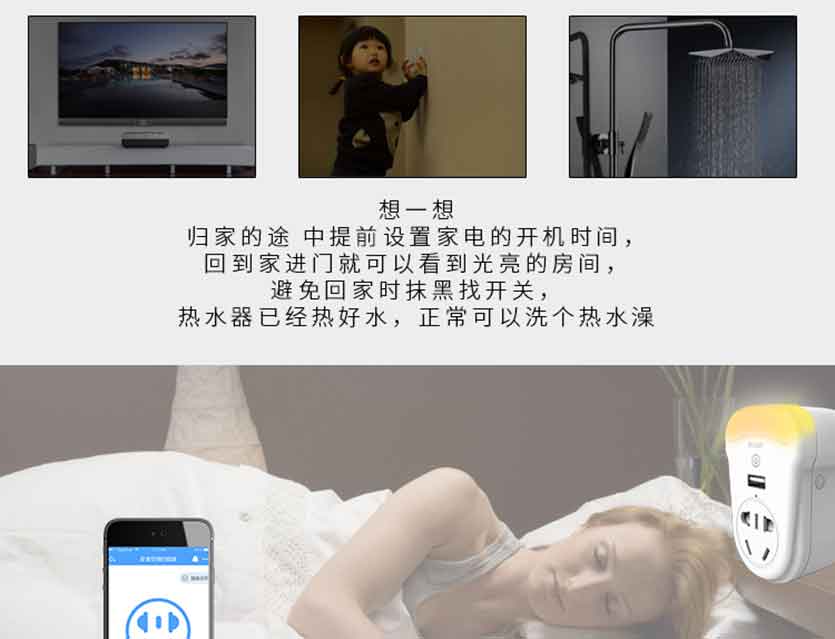 想一想
归家的途 中提前设置家电的开机时间，
回到家进门就可以看到光亮的房间，
避免回家时抹黑找开关，
热水器已经热好水，正常可以洗个热水澡